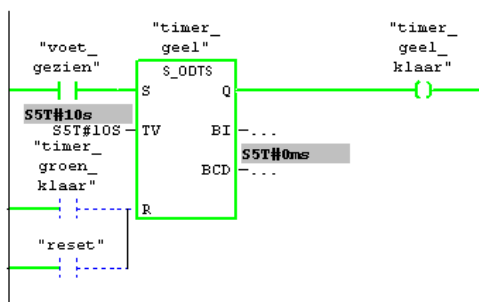 "timer_
geel"
"timer_
geel_
klaar"
"voet_
gezien"
S_ODTS
S
Q
S5T#10s
S5T#10S
TV
BI
...
S5T#0ms
BCD
...
"timer_
groen_
klaar"
R
"reset"